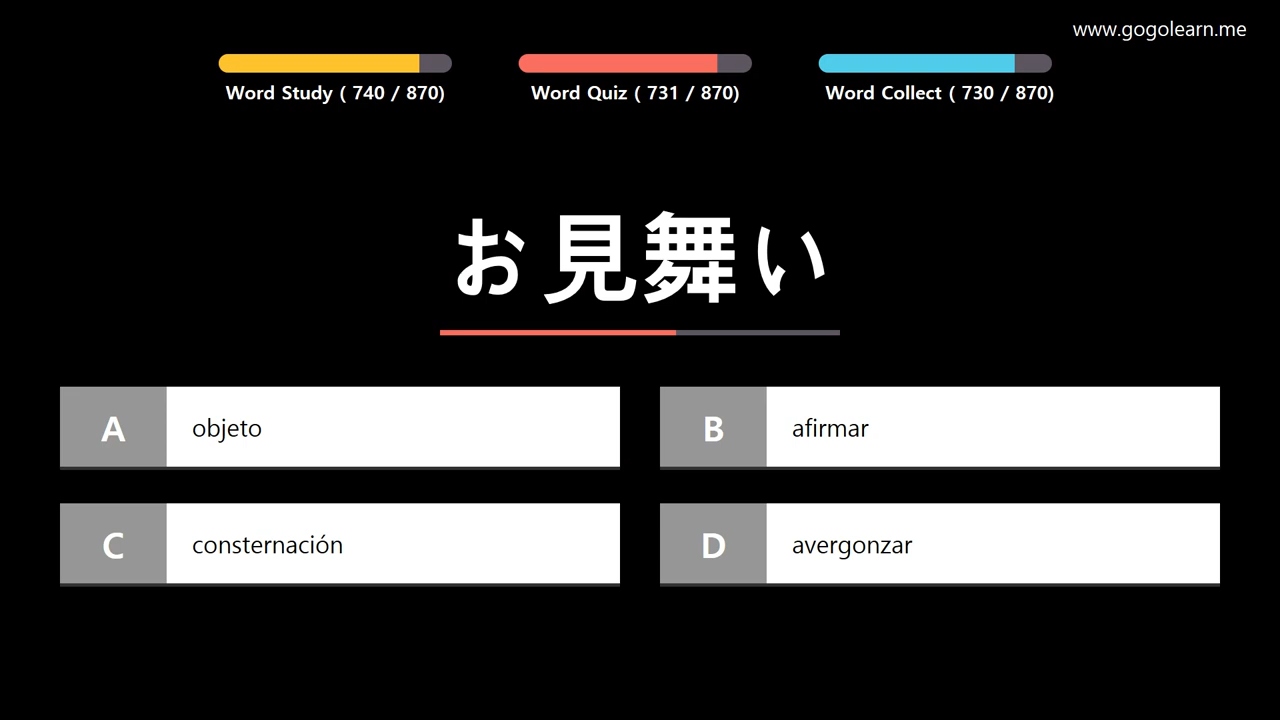 www.gogolearn.me
Word Study ( 740 / 870)
Word Quiz ( 731 / 870)
Word Collect ( 730 / 870)
お見舞い
A objeto
B afirmar
C consternación
D avergonzar